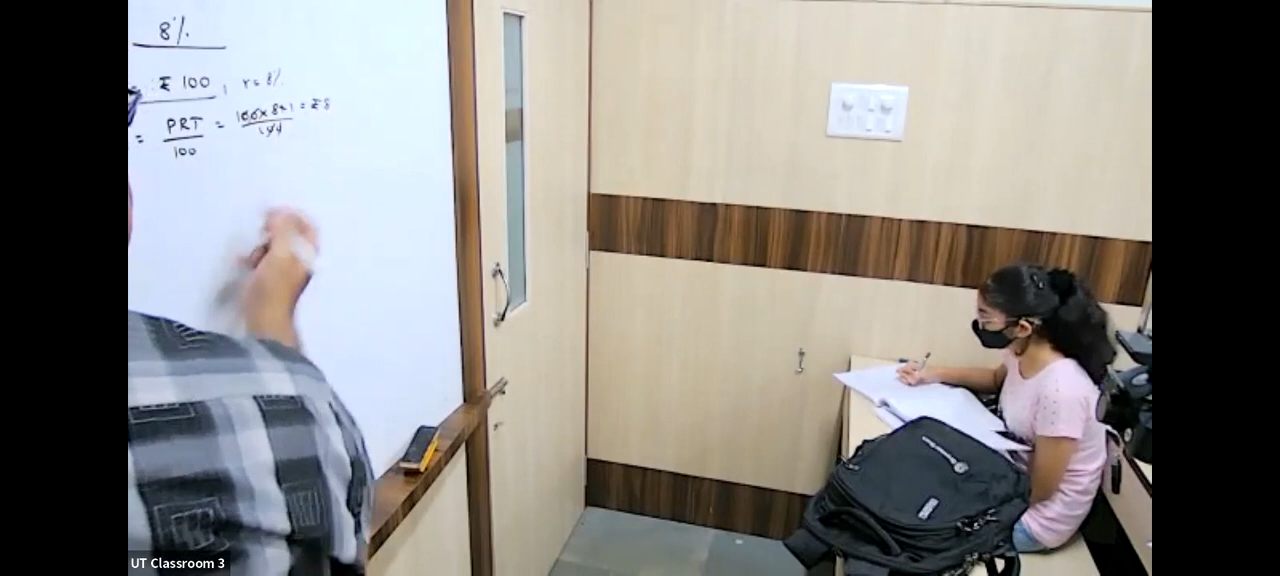 8%
= ₹ 100, r = 8%
= PRT/100 = 100×8×1/100 = ₹8
UT Classroom 3